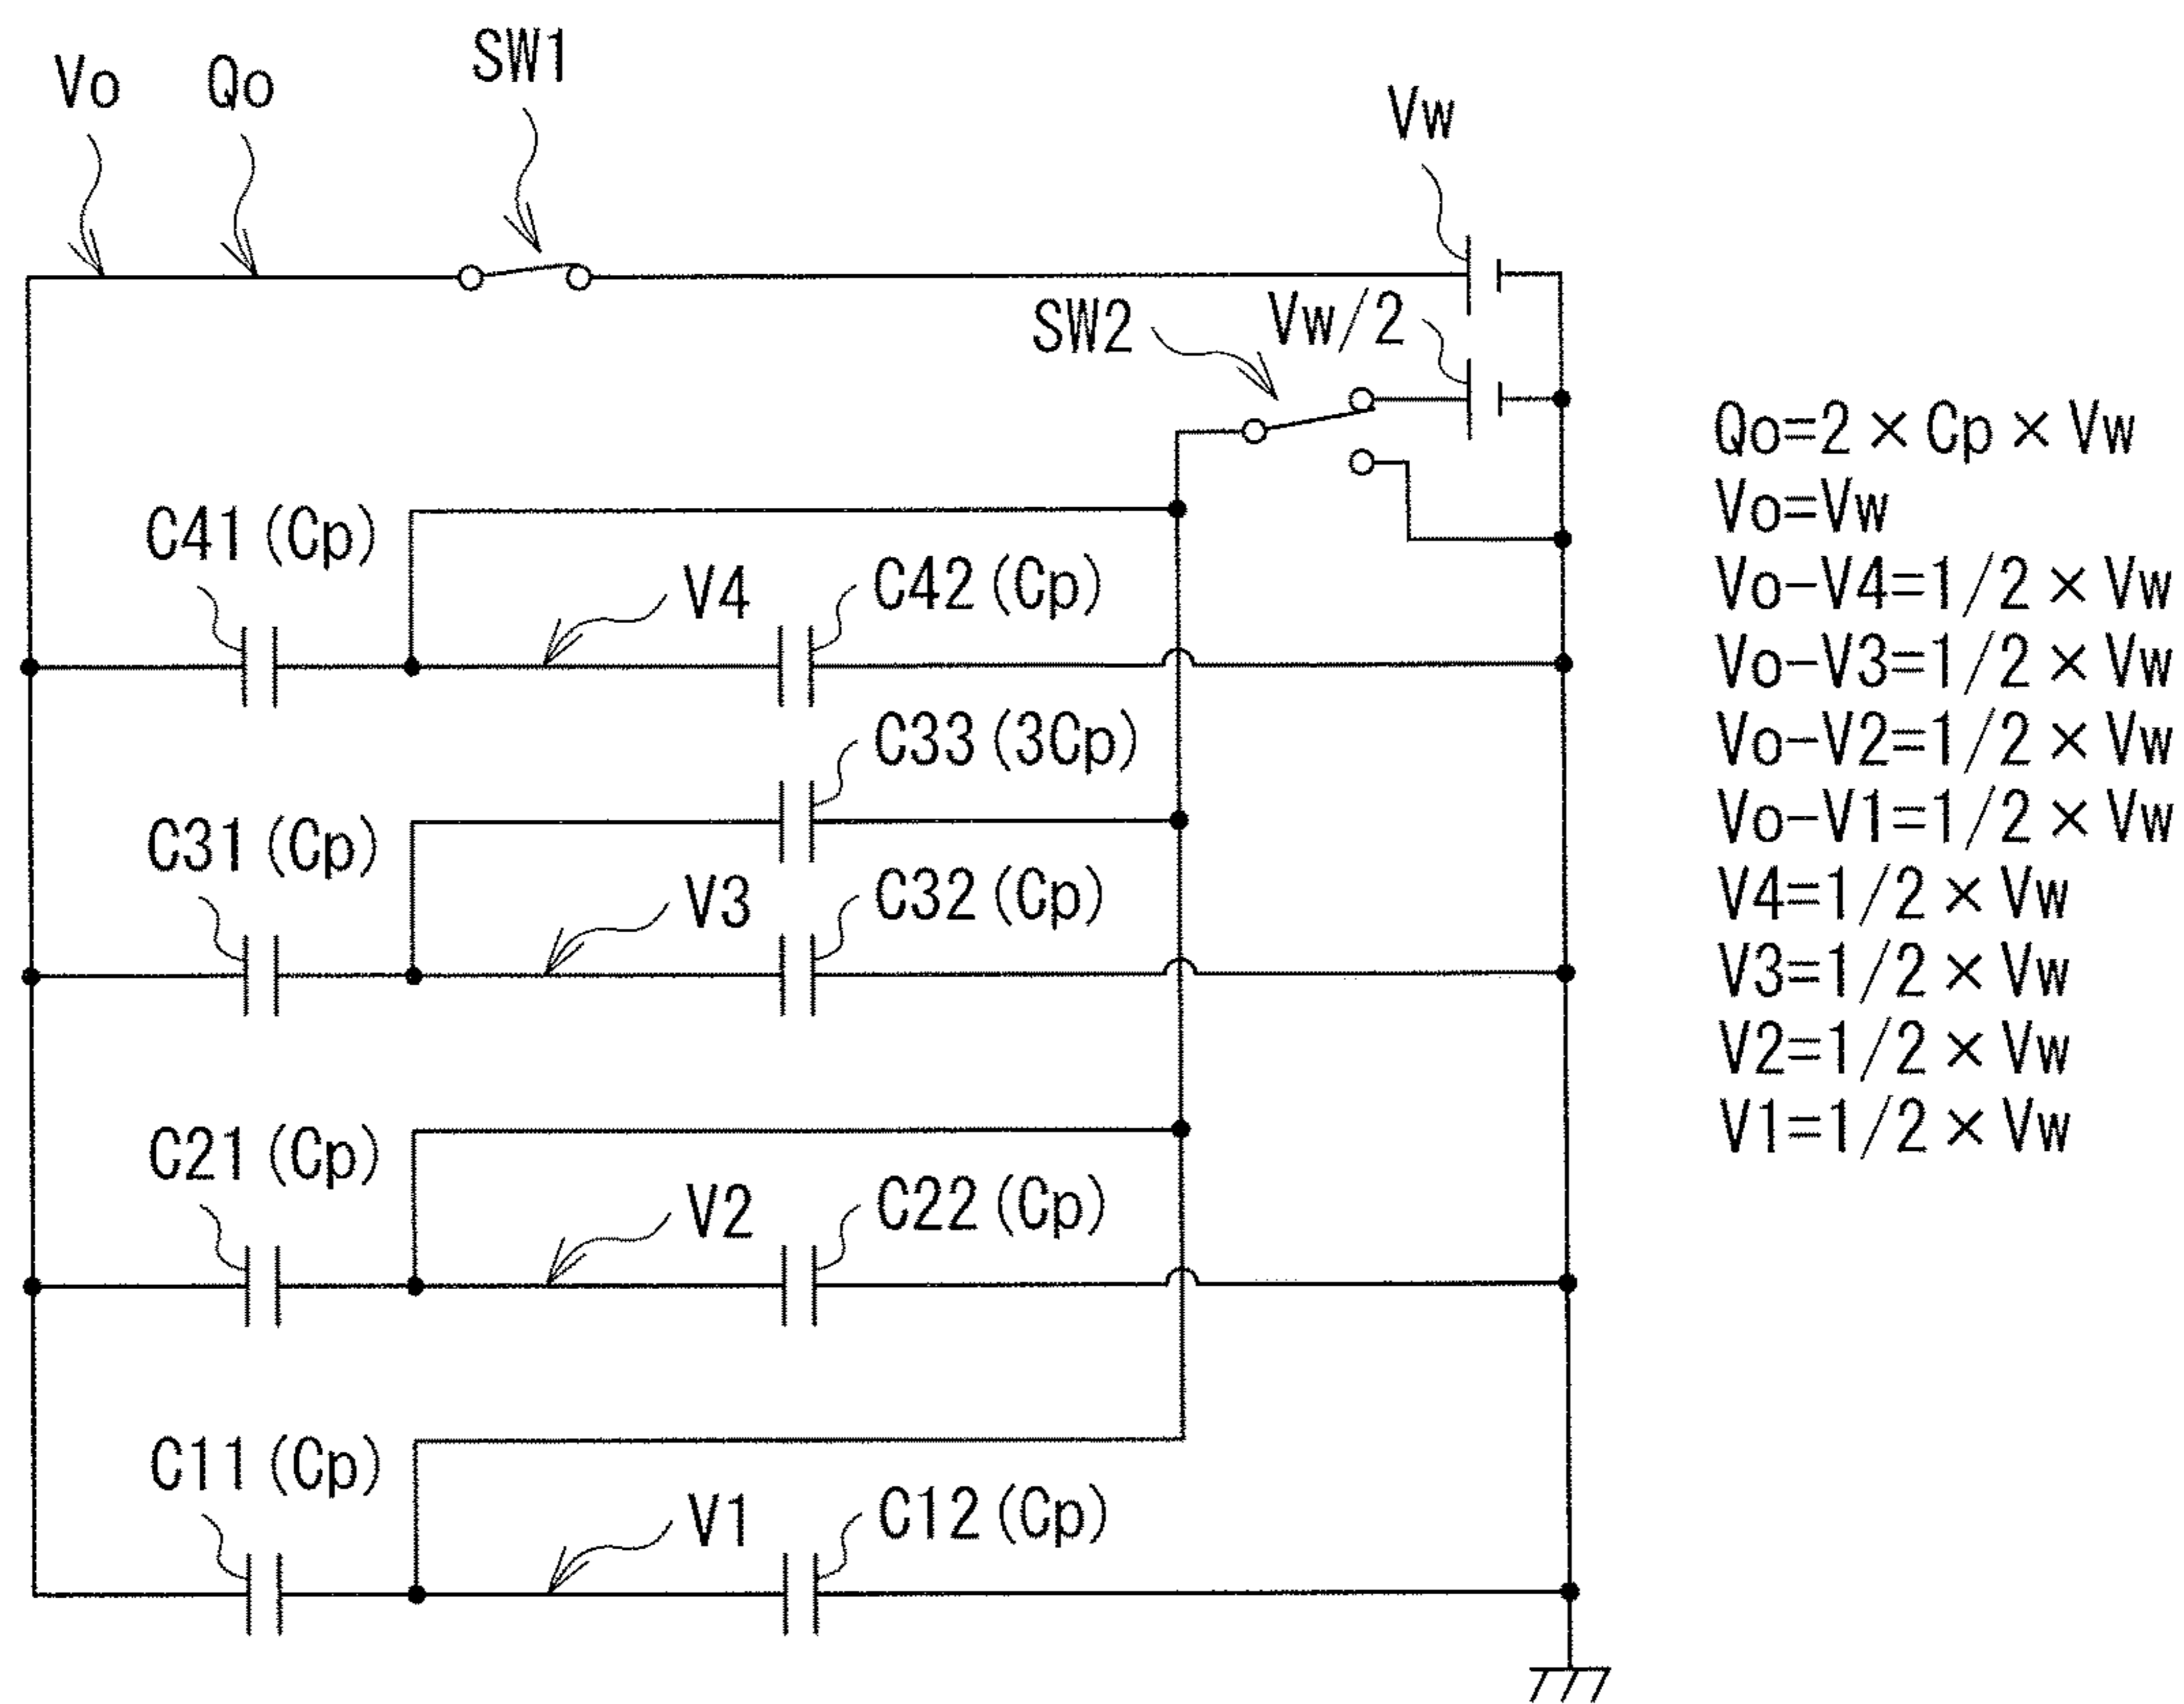 Vo
Qo
SW1
Vw
SW2
Vw/2
C41(Cp)
V4
C42(Cp)
C33(3Cp)
C31(Cp)
V3
C32(Cp)
C21(Cp)
V2
C22(Cp)
C11(Cp)
V1
C12(Cp)
Qo=2×Cp×Vw
Vo=Vw
Vo-V4=1/2×Vw
Vo-V3=1/2×Vw
Vo-V2=1/2×Vw
Vo-V1=1/2×Vw
V4=1/2×Vw
V3=1/2×Vw
V2=1/2×Vw
V1=1/2×Vw